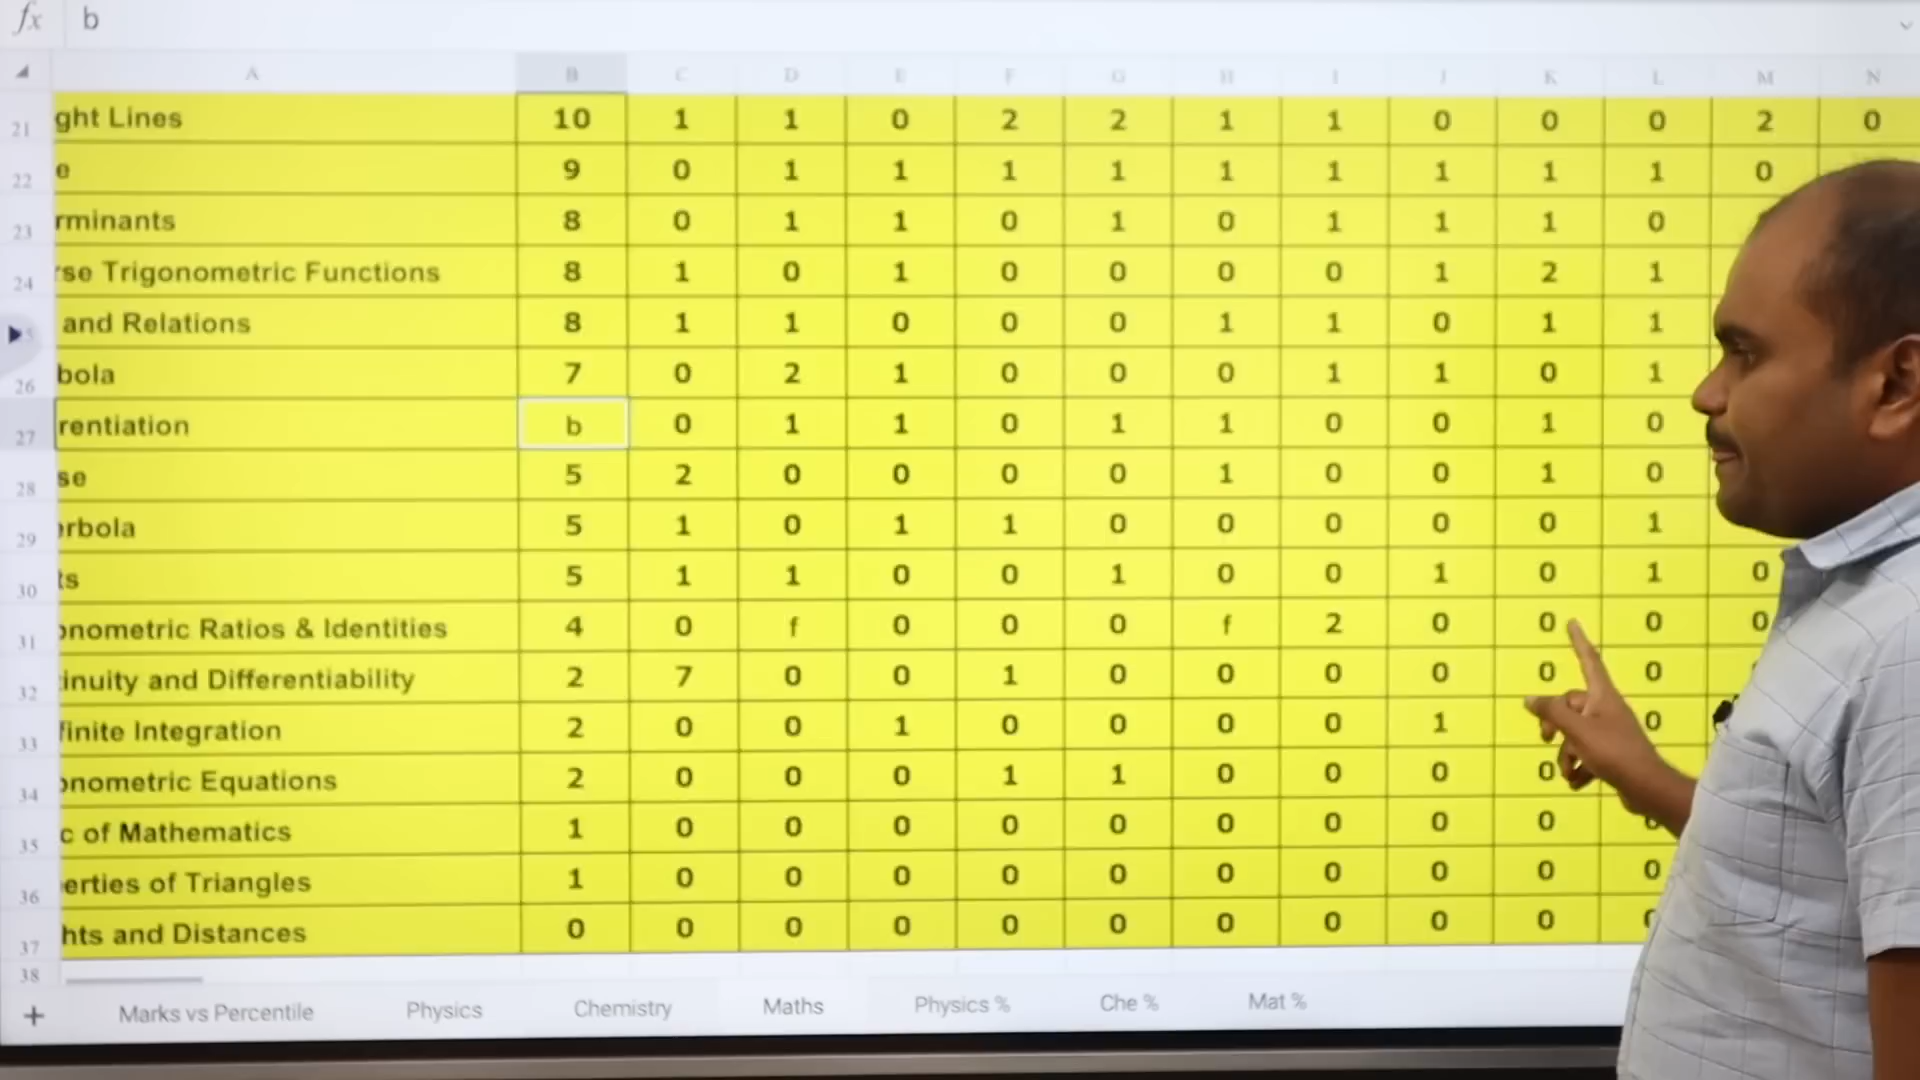 fx b
A B C D E F G H I J K L M N
21 ght Lines 10 1 1 0 2 2 1 1 0 0 0 2 0
22 e 9 0 1 1 1 1 1 1 1 1 1 0
23 rminants 8 0 1 1 0 1 0 1 1 1 0
24 rse Trigonometric Functions 8 1 0 1 0 0 0 0 1 2 1
and Relations 8 1 1 0 0 0 1 1 0 1 1
26 bola 7 0 2 1 0 0 0 1 1 0 1
27 rentiation b 0 1 1 0 1 1 0 0 1 0
28 se 5 2 0 0 0 0 1 0 0 1 0
29 erbola 5 1 0 1 1 0 0 0 0 0 1
30 ts 5 1 1 0 0 1 0 0 1 0 1 0
31 onometric Ratios & Identities 4 0 f 0 0 0 f 2 0 0 0 0
32 tinuity and Differentiability 2 7 0 0 1 0 0 0 0 0 0
33 finite Integration 2 0 0 1 0 0 0 0 1 0
34 onometric Equations 2 0 0 0 1 1 0 0 0 0
35 c of Mathematics 1 0 0 0 0 0 0 0 0 0 0
36 erties of Triangles 1 0 0 0 0 0 0 0 0 0 0
37 hts and Distances 0 0 0 0 0 0 0 0 0 0
38
+ Marks vs Percentile Physics Chemistry Maths Physics % Che % Mat %